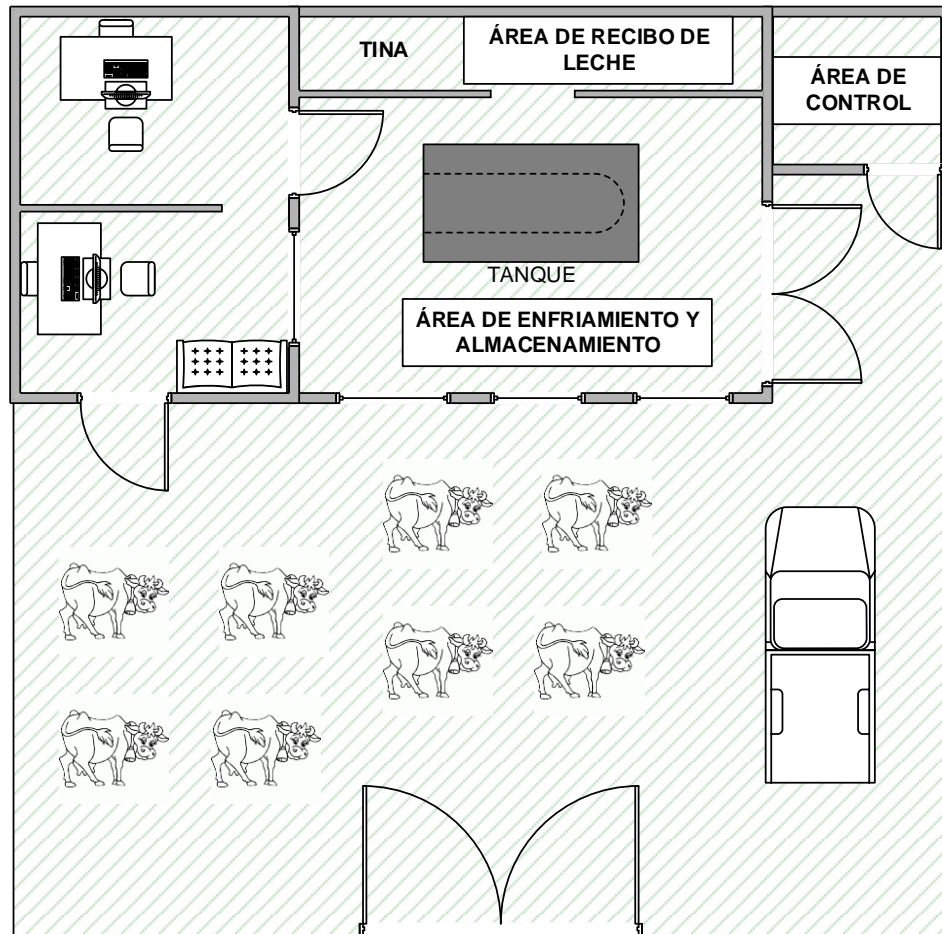 TINA
ÁREA DE RECIBO DE
LECHE
ÁREA DE
CONTROL
TANQUE
ÁREA DE ENFRIAMIENTO Y
ALMACENAMIENTO